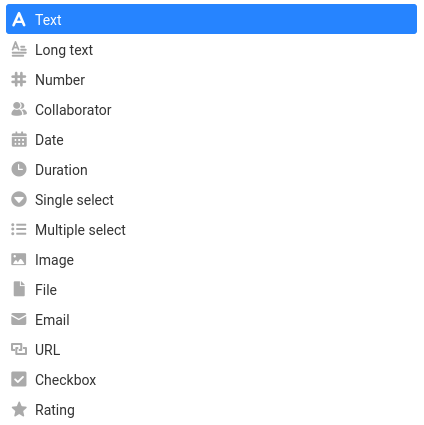 Text
Long text
Number
Collaborator
Date
Duration
Single select
Multiple select
Image
File
Email
URL
Checkbox
Rating